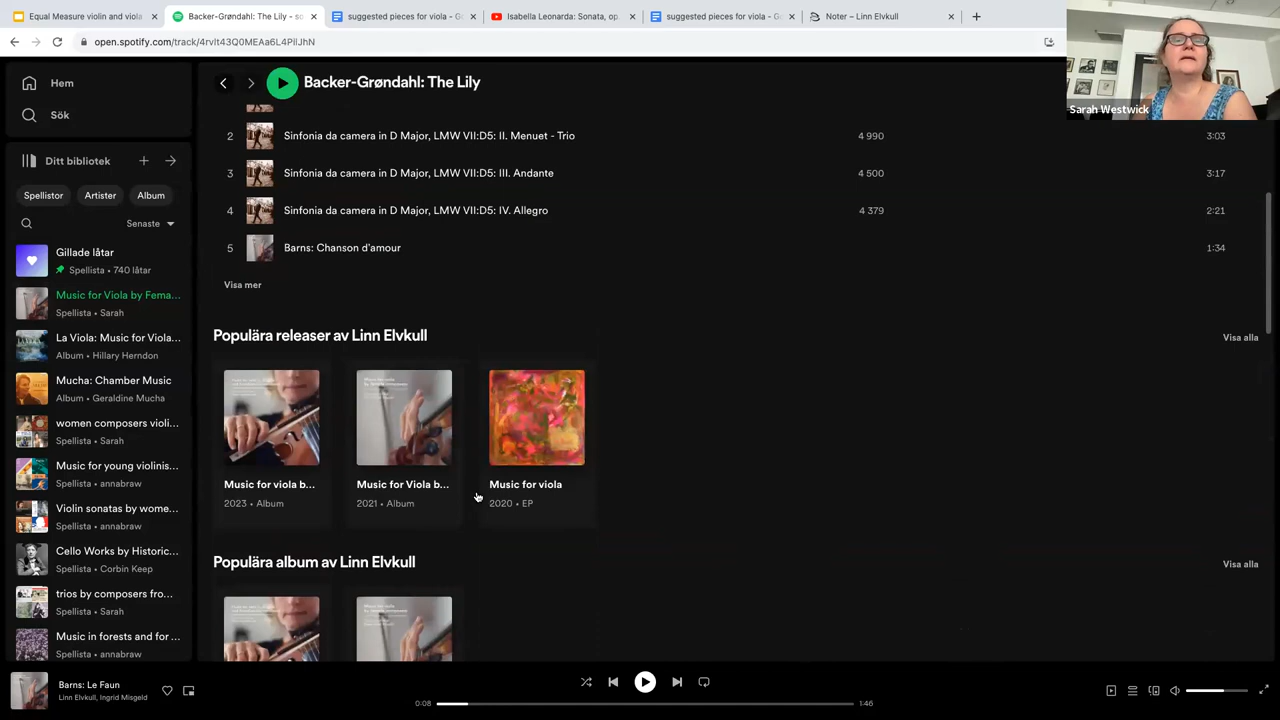 Equal Measure violin and viola
Backer-Grøndahl: The Lily - so
suggested pieces for viola - G
Isabella Leonarda: Sonata, op.
suggested pieces for viola - G
Noter – Linn Elvkull
open.spotify.com/track/4rvIt43Q0MEAa6L4PiIJhN
Hem
Sök
Ditt bibliotek
Spellistor
Artister
Album
Senaste
Gillade låtar
Spellista • 740 låtar
Music for Viola by Fema...
Spellista • Sarah
La Viola: Music for Viola...
Album • Hillary Herndon
Mucha: Chamber Music
Album • Geraldine Mucha
women composers violi...
Spellista • Sarah
Music for young violinis...
Spellista • annabraw
Violin sonatas by wome...
Spellista • annabraw
Cello Works by Historic...
Spellista • Corbin Keep
trios by composers fro...
Spellista • Sarah
Music in forests and for ...
Spellista • annabraw
Backer-Grøndahl: The Lily
2 Sinfonia da camera in D Major, LMW VII:D5: II. Menuet - Trio 4 990 3:03
3 Sinfonia da camera in D Major, LMW VII:D5: III. Andante 4 500 3:17
4 Sinfonia da camera in D Major, LMW VII:D5: IV. Allegro 4 379 2:21
5 Barns: Chanson d'amour 1:34
Visa mer
Populära releaser av Linn Elvkull
Visa alla
Music for viola b...
2023 • Album
Music for Viola b...
2021 • Album
Music for viola
2020 • EP
Populära album av Linn Elvkull
Visa alla
Barns: Le Faun
Linn Elvkull, Ingrid Misgeld
0:08
1:46
Sarah Westwick